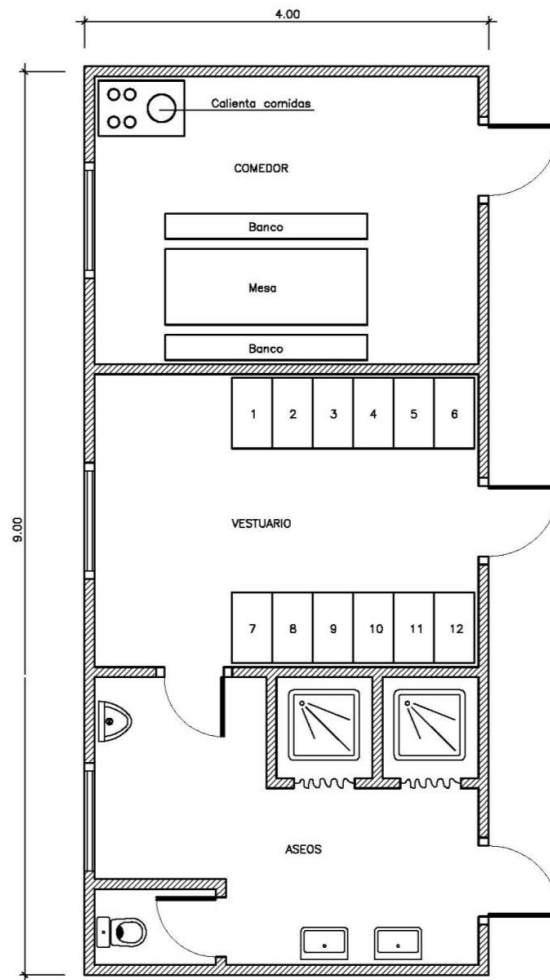 4.00
Calienta comidas
COMEDOR
Banco
Mesa
Banco
1 2 3 4 5 6
9.00
VESTUARIO
7 8 9 10 11 12
ASEOS